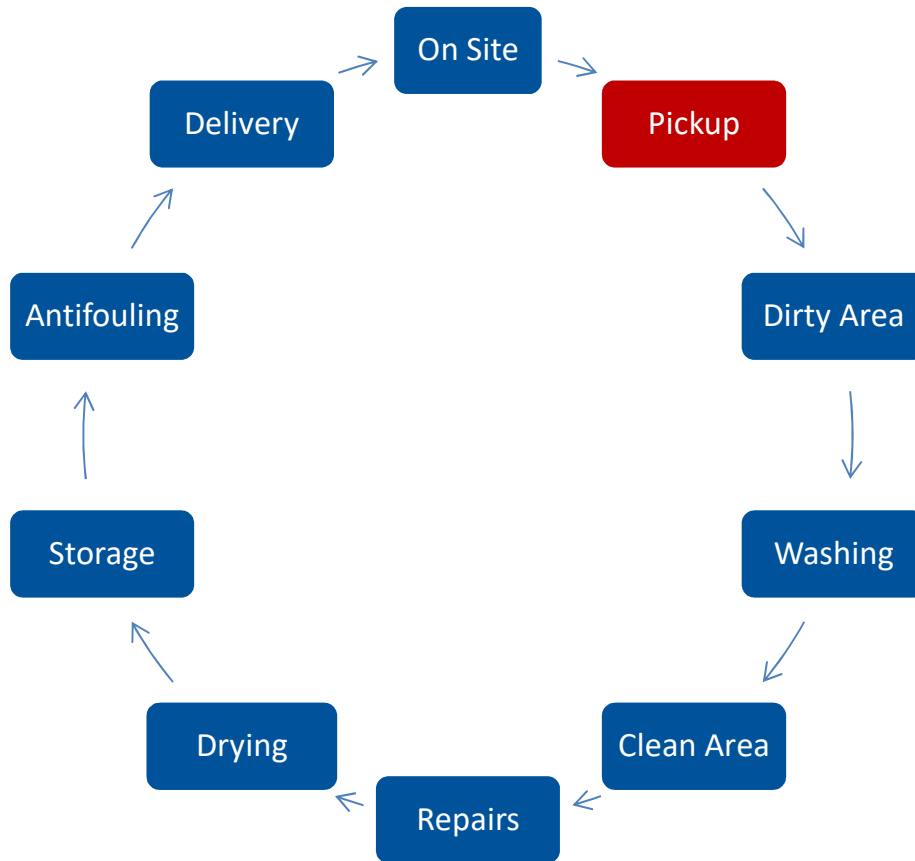 On Site
Pickup
Dirty Area
Washing
Clean Area
Repairs
Drying
Storage
Antifouling
Delivery